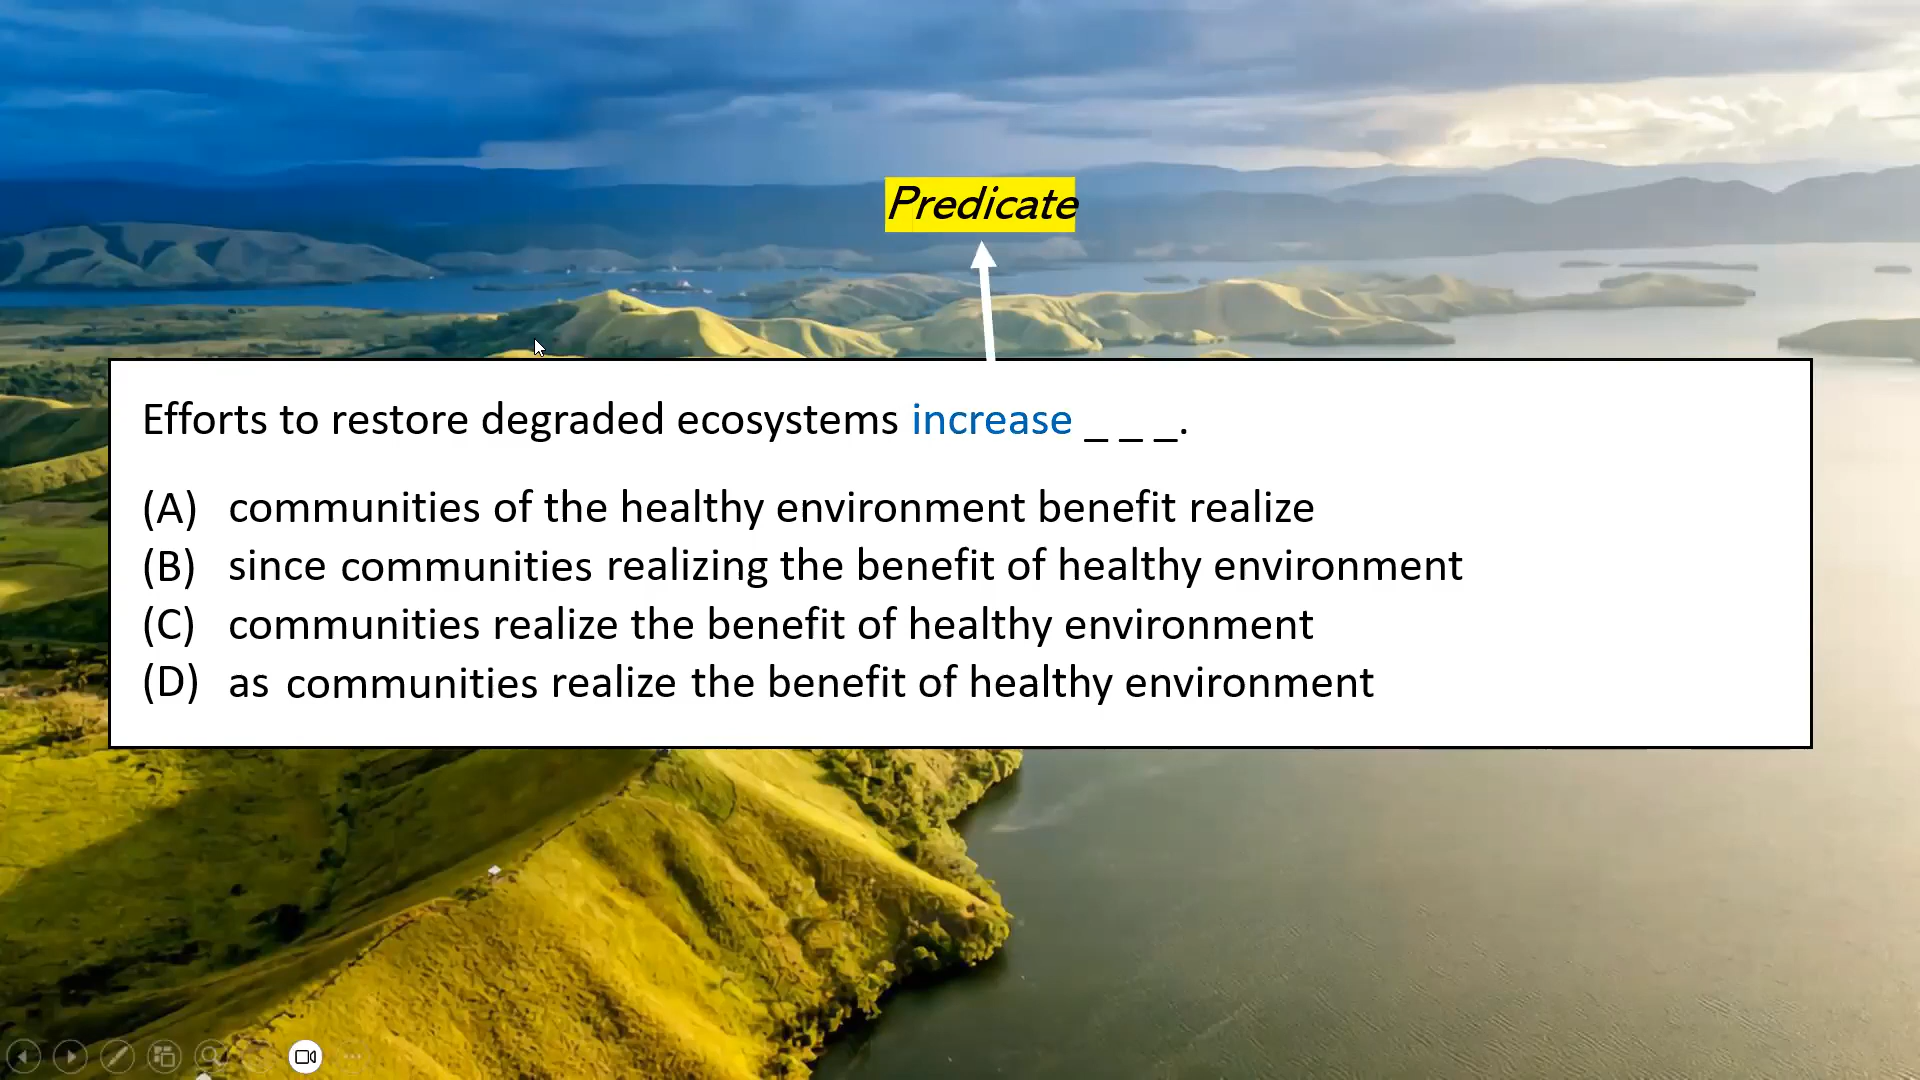 Predicate
Efforts to restore degraded ecosystems increase _ _ _.
(A) communities of the healthy environment benefit realize
(B) since communities realizing the benefit of healthy environment
(C) communities realize the benefit of healthy environment
(D) as communities realize the benefit of healthy environment